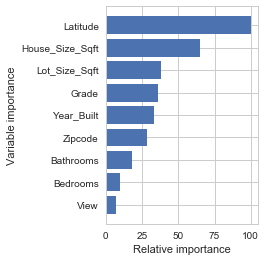 Variable importance
Latitude
House_Size_Sqft
Lot_Size_Sqft
Grade
Year_Built
Zipcode
Bathrooms
Bedrooms
View
0 25 50 75 100
Relative importance